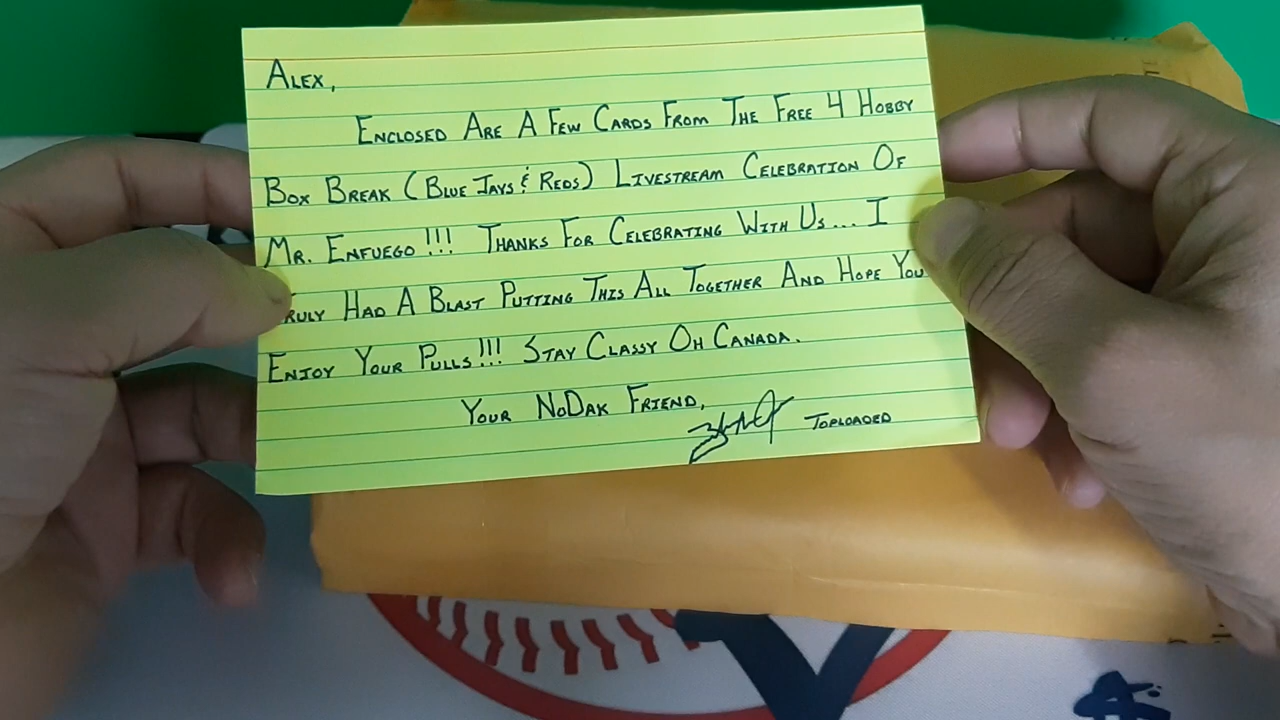 Alex,
Enclosed Are A Few Cards From The Free 4 Hobby
Box Break (Blue Jays & Reds) Livestream Celebration Of
Mr. Enfuego!!! Thanks For Celebrating With Us... I
ruly Had A Blast Putting This All Together And Hope You
Enjoy Your Pulls!!! Stay Classy Oh Canada.
Your NoDak Friend,
Toploaded